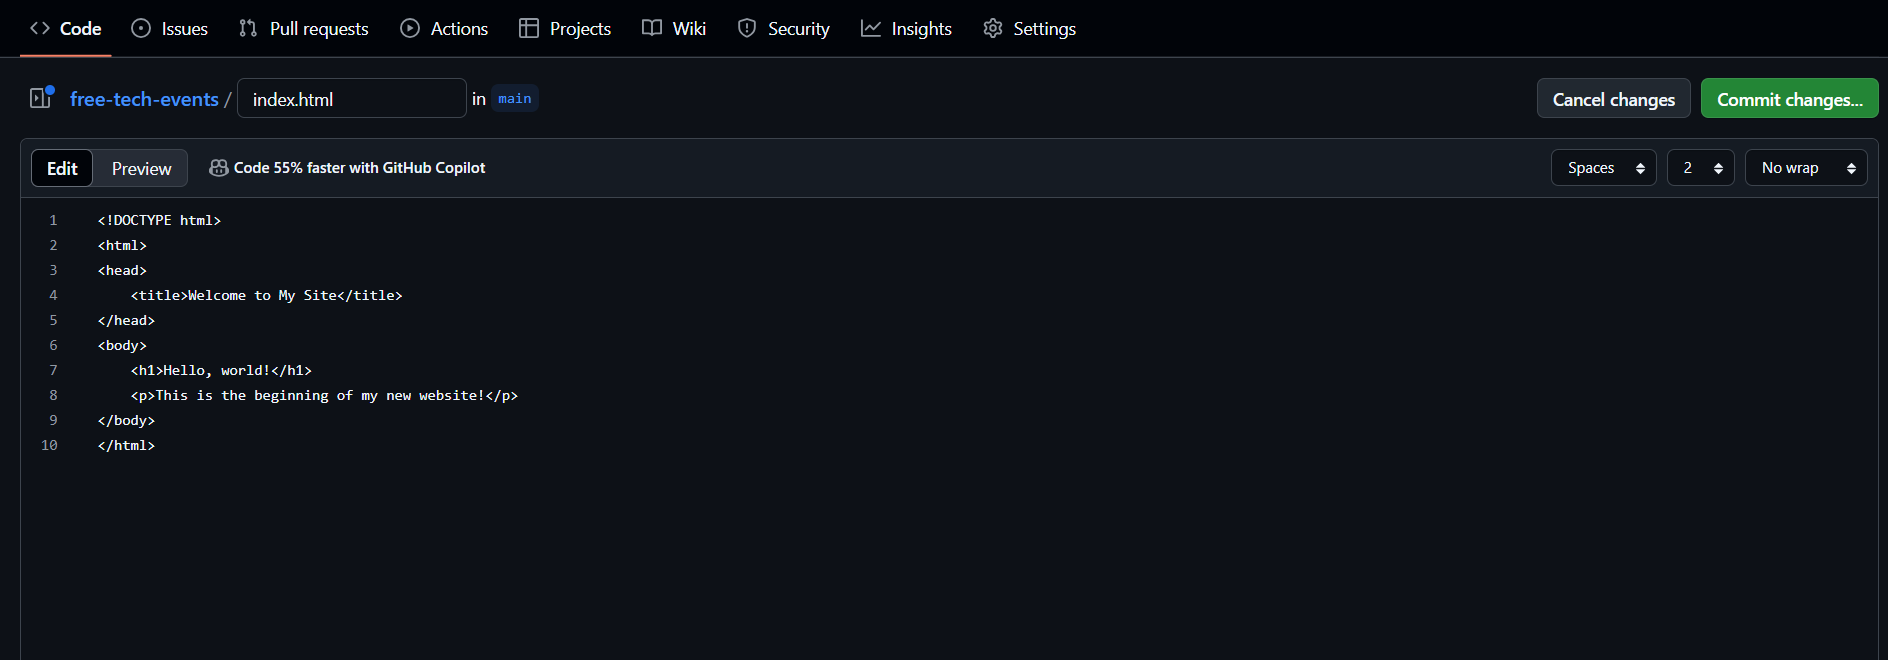 Code Issues Pull requests Actions Projects Wiki Security Insights Settings
free-tech-events / index.html in main Cancel changes Commit changes...
Edit Preview Code 55% faster with GitHub Copilot Spaces 2 No wrap
1 <!DOCTYPE html>
2 <html>
3 <head>
4 <title>Welcome to My Site</title>
5 </head>
6 <body>
7 <h1>Hello, world!</h1>
8 <p>This is the beginning of my new website!</p>
9 </body>
10 </html>